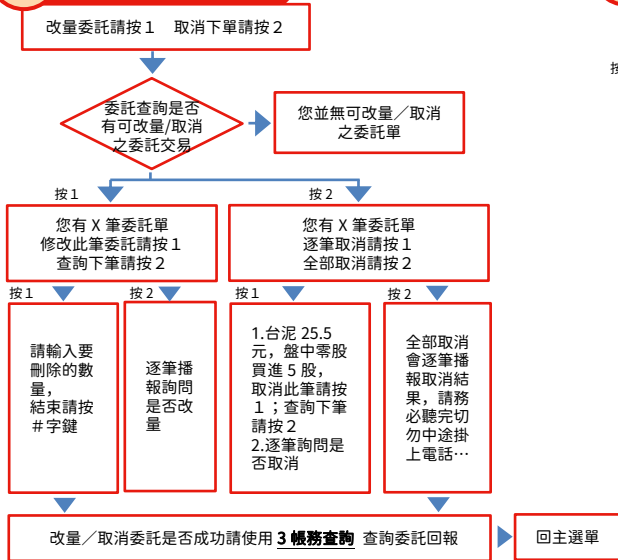 改量委託請按１　取消下單請按２
按
委託查詢是否
有可改量/取消
之委託交易
您並無可改量／取消
之委託單
按１
按 2
您有 X 筆委託單
修改此筆委託請按１
查詢下筆請按２
您有 X 筆委託單
逐筆取消請按１
全部取消請按２
按１
按 2
按１
按 2
請輸入要
刪除的數
量，
結束請按
＃字鍵
逐筆播
報詢問
是否改
量
1.台泥 25.5
元，盤中零股
買進 5 股，
取消此筆請按
１；查詢下筆
請按２
2.逐筆詢問是
否取消
全部取消
會逐筆播
報取消結
果，請務
必聽完切
勿中途掛
上電話…
改量／取消委託是否成功請使用 3 帳務查詢 查詢委託回報
回主選單